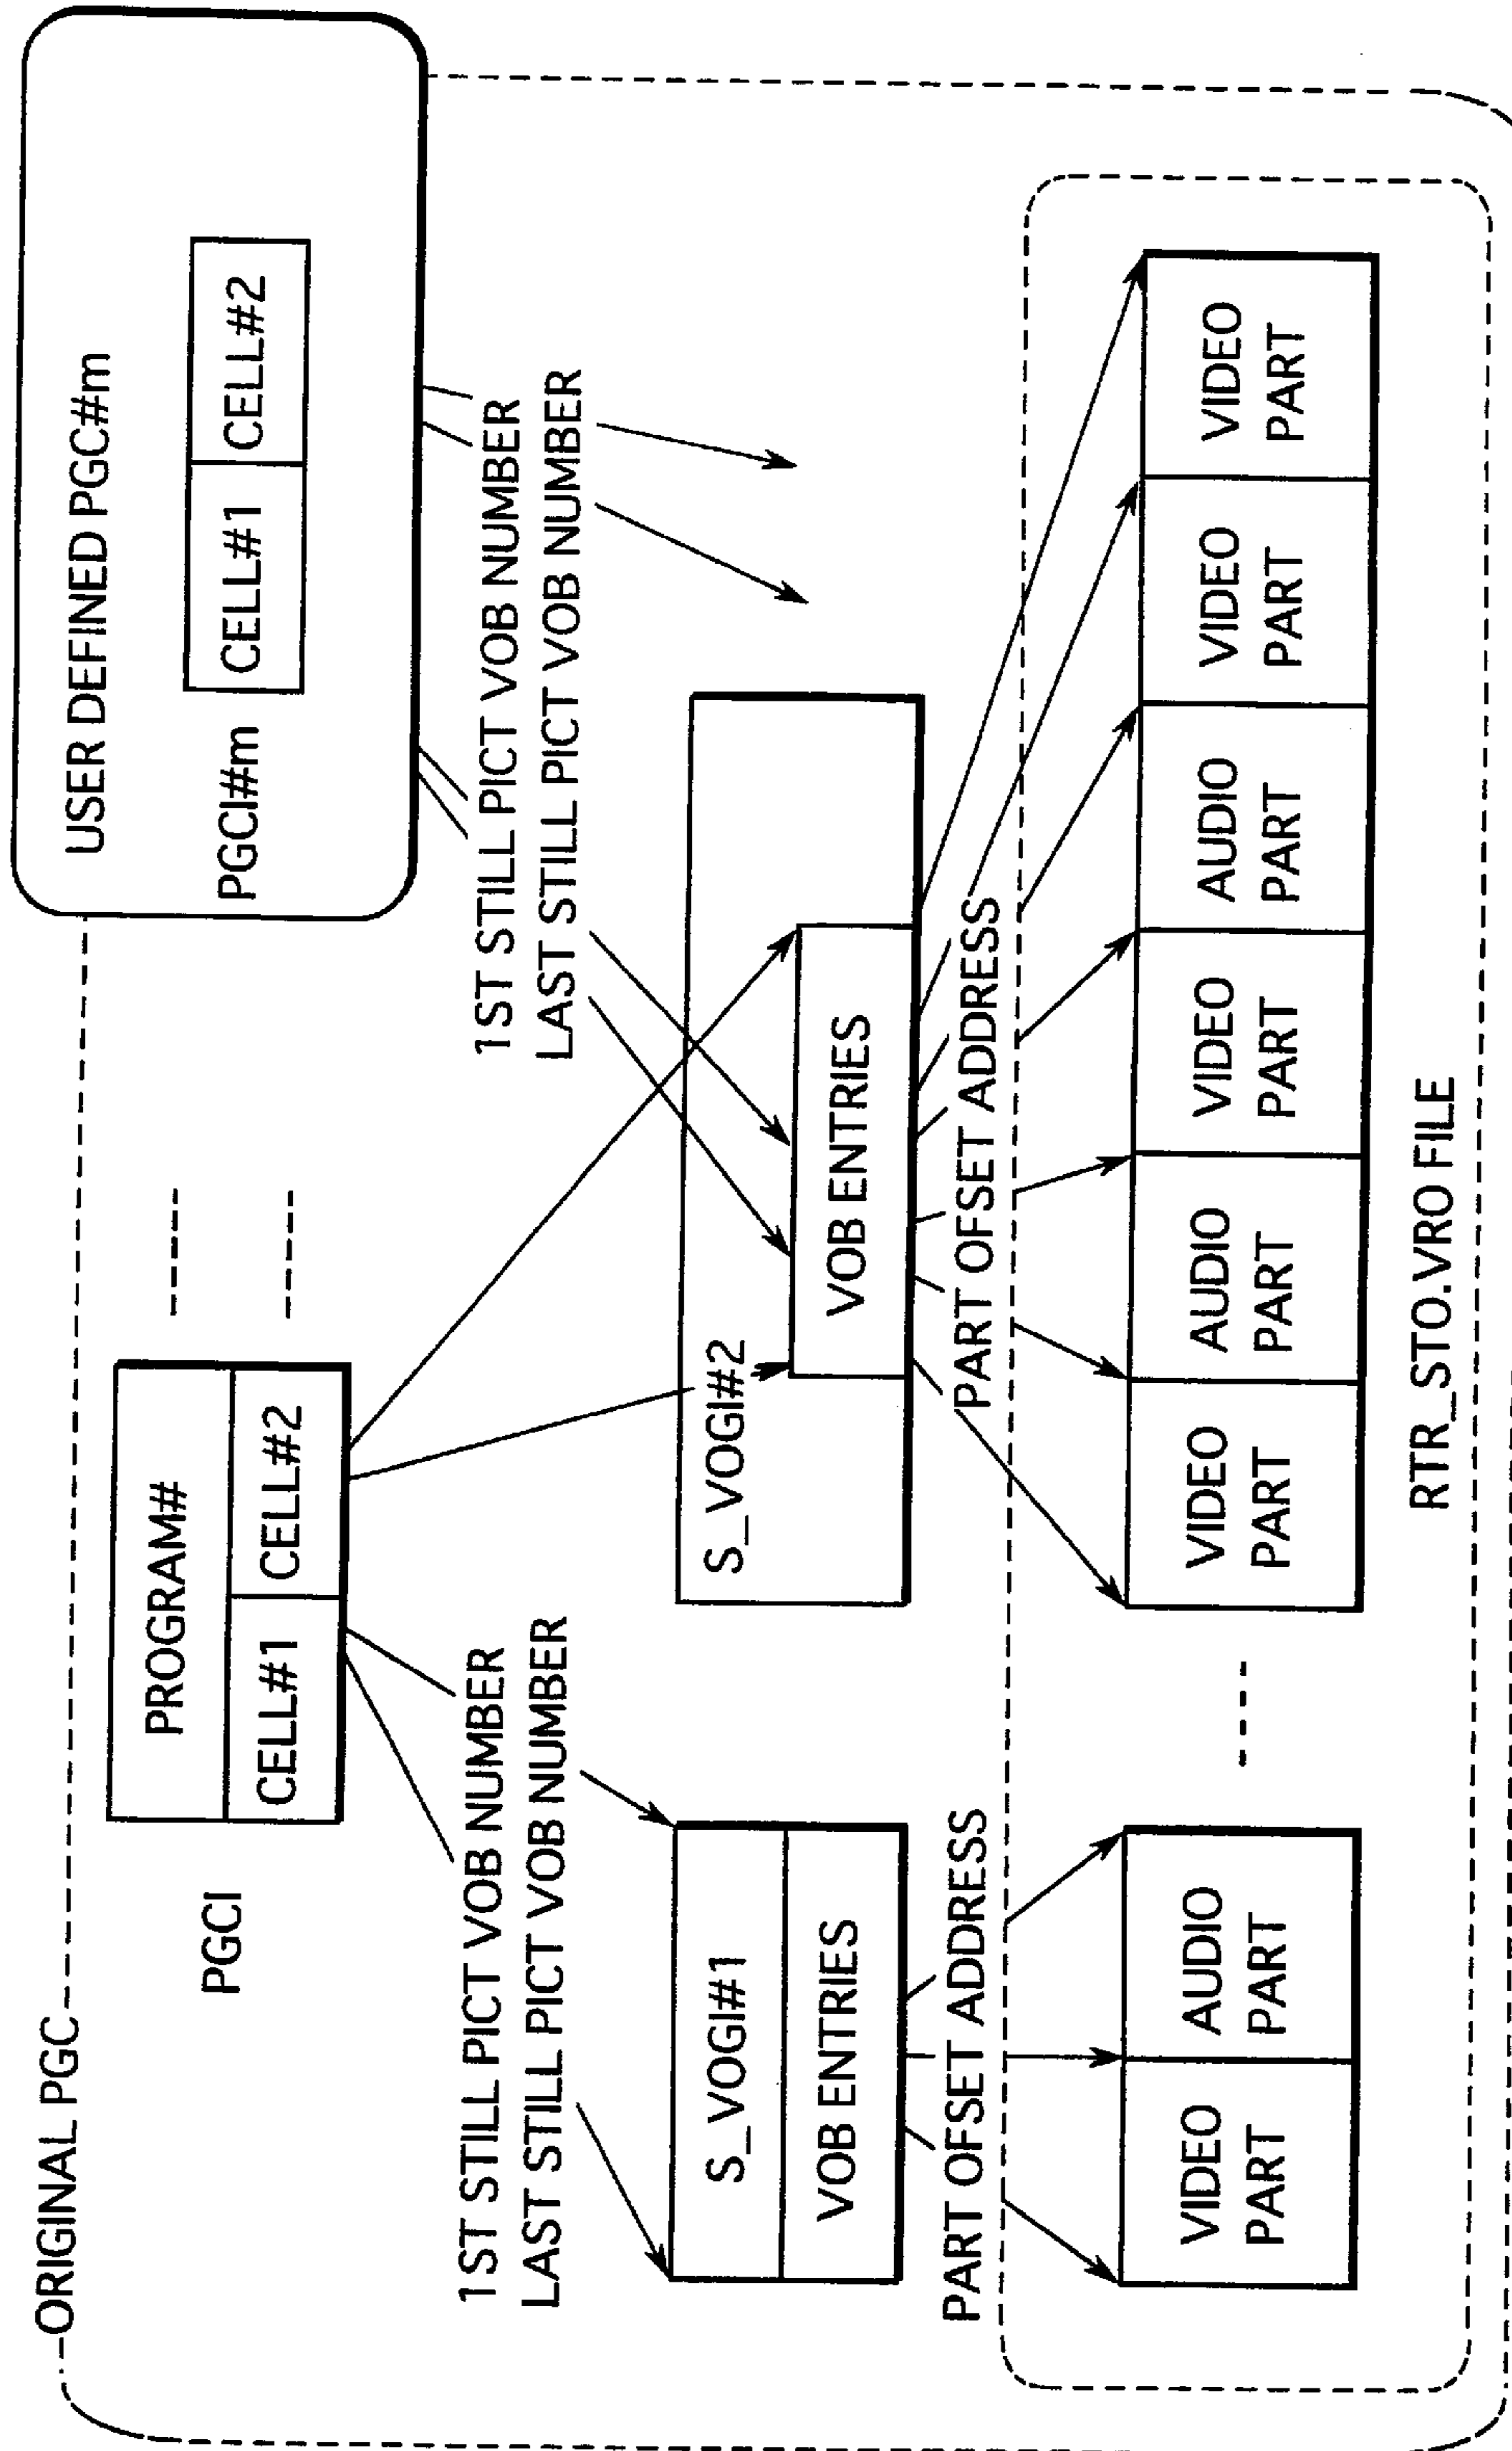 ORIGINAL PGC
USER DEFINED PGC#m
PGCI
PROGRAM#
CELL#1
CELL#2
PGCI#m
CELL#1
CELL#2
1ST STILL PICT VOB NUMBER
LAST STILL PICT VOB NUMBER
1ST STILL PICT VOB NUMBER
LAST STILL PICT VOB NUMBER
S_VOGI#1
VOB ENTRIES
S_VOGI#2
VOB ENTRIES
PART OFSET ADDRESS
PART OFSET ADDRESS
VIDEO
PART
AUDIO
PART
VIDEO
PART
AUDIO
PART
VIDEO
PART
AUDIO
PART
VIDEO
PART
VIDEO
PART
RTR_STO.VRO FILE